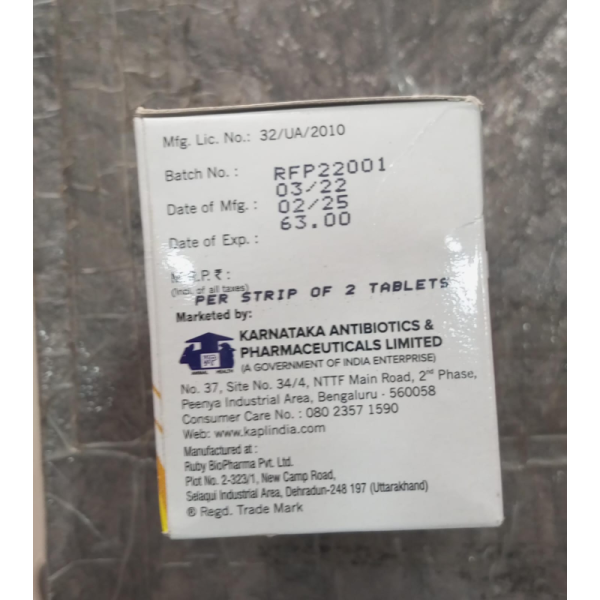 Mfg. Lic. No.: 32/UA/2010
Batch No. : RFP22001
03/22
Date of Mfg. : 02/25
63.00
Date of Exp. :
M.R.P. ₹ :
(Incl. of all taxes)
PER STRIP OF 2 TABLETS
Marketed by:
KARNATAKA ANTIBIOTICS &
PHARMACEUTICALS LIMITED
(A GOVERNMENT OF INDIA ENTERPRISE)
No. 37, Site No. 34/4, NTTF Main Road, 2nd Phase,
Peenya Industrial Area, Bengaluru - 560058
Consumer Care No. : 080 2357 1590
Web: www.kaplindia.com
Manufactured at :
Ruby BioPharma Pvt. Ltd.
Plot No. 2-323/1, New Camp Road,
Selaqui Industrial Area, Dehradun-248 197 (Uttarakhand)
® Regd. Trade Mark